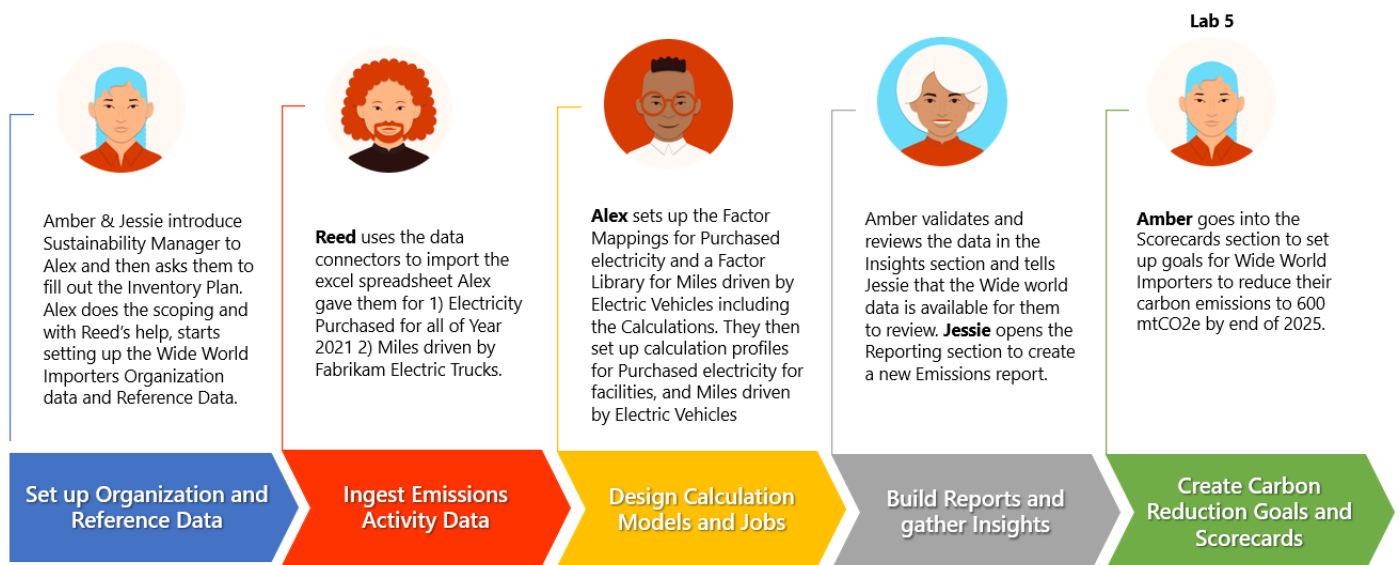 Lab 5
Amber & Jessie introduce
Sustainability Manager to
Alex and then asks them to
fill out the Inventory Plan.
Alex does the scoping and
with Reed's help, starts
setting up the Wide World
Importers Organization
data and Reference Data.
Reed uses the data
connectors to import the
excel spreadsheet Alex
gave them for 1) Electricity
Purchased for all of Year
2021 2) Miles driven by
Fabrikam Electric Trucks.
Alex sets up the Factor
Mappings for Purchased
electricity and a Factor
Library for Miles driven by
Electric Vehicles including
the Calculations. They then
set up calculation profiles
for Purchased electricity for
facilities, and Miles driven
by Electric Vehicles
Amber validates and
reviews the data in the
Insights section and tells
Jessie that the Wide world
data is available for them
to review. Jessie opens the
Reporting section to create
a new Emissions report.
Amber goes into the
Scorecards section to set
up goals for Wide World
Importers to reduce their
carbon emissions to 600
mtCO2e by end of 2025.
Set up Organization and
Reference Data
Ingest Emissions
Activity Data
Design Calculation
Models and Jobs
Build Reports and
gather Insights
Create Carbon
Reduction Goals and
Scorecards